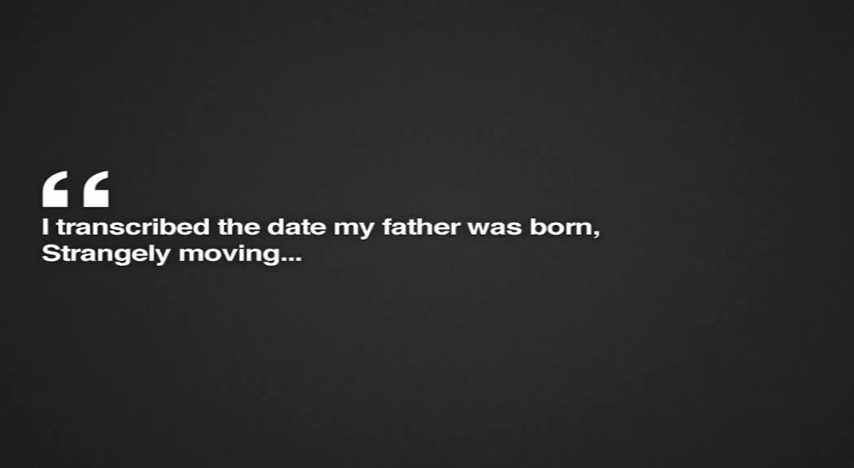 “
I transcribed the date my father was born,
Strangely moving...